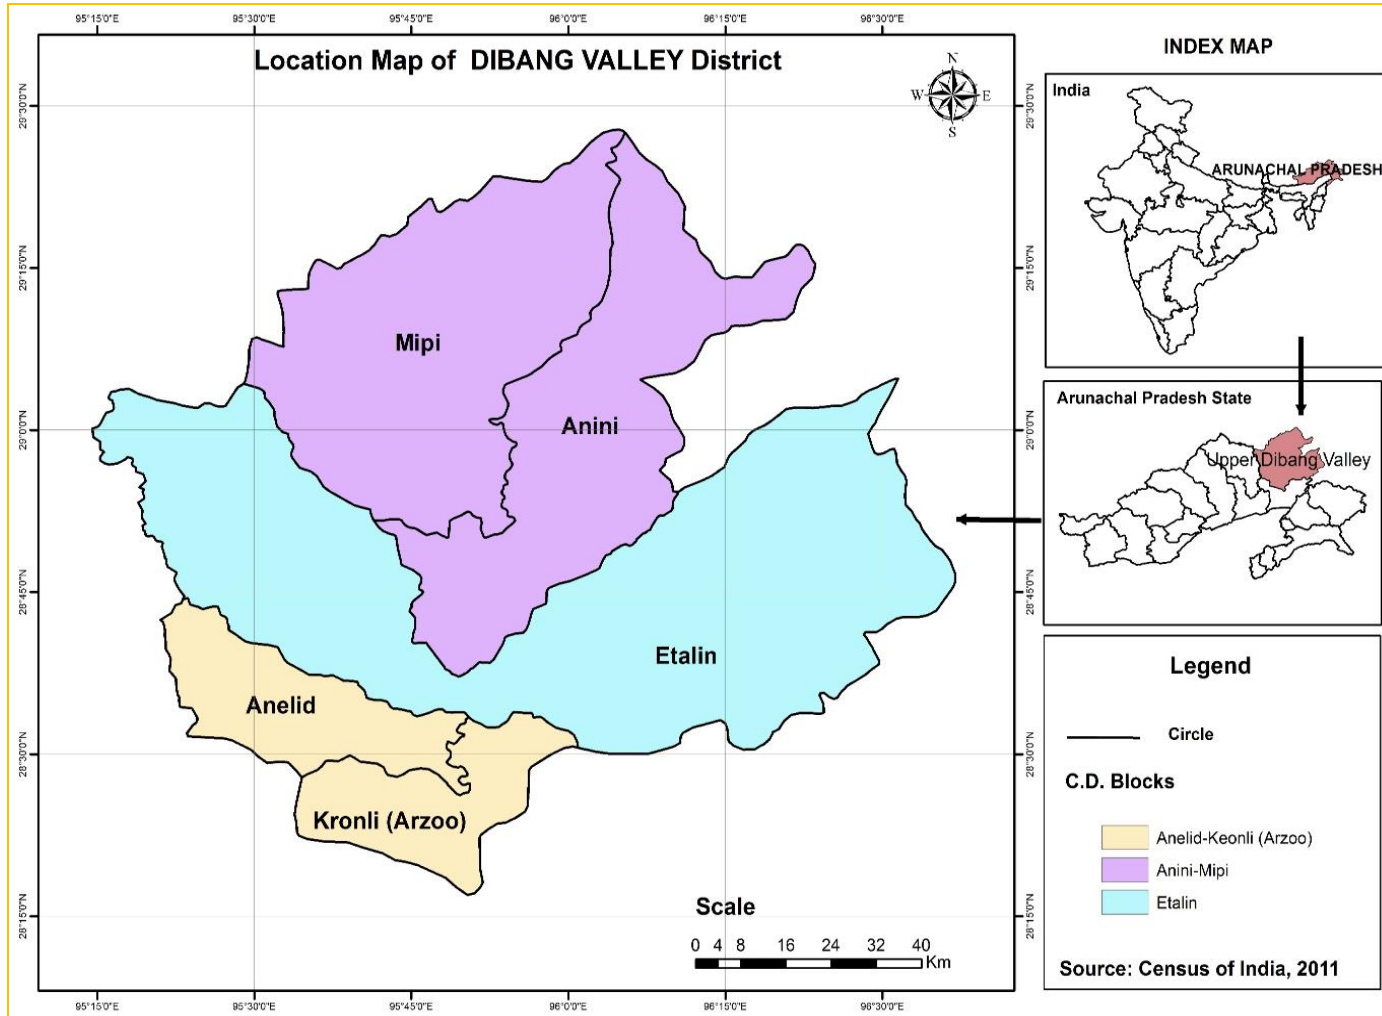 Location Map of DIBANG VALLEY District
N
W
E
S
95°15'0"E
95°30'0"E
95°45'0"E
96°0'0"E
96°15'0"E
96°30'0"E
29°30'0"N
29°15'0"N
29°0'0"N
28°45'0"N
28°30'0"N
28°15'0"N
Mipi
Anini
Etalin
Anelid
Kronli (Arzoo)
Scale
0 4 8 16 24 32 40
Km
29°30'0"N
29°15'0"N
29°0'0"N
28°45'0"N
28°30'0"N
28°15'0"N
95°15'0"E
95°30'0"E
95°45'0"E
96°0'0"E
96°15'0"E
96°30'0"E
INDEX MAP
India
ARUNACHAL PRADESH
Arunachal Pradesh State
Upper Dibang Valley
Legend
Circle
C.D. Blocks
Anelid-Keonli (Arzoo)
Anini-Mipi
Etalin
Source: Census of India, 2011